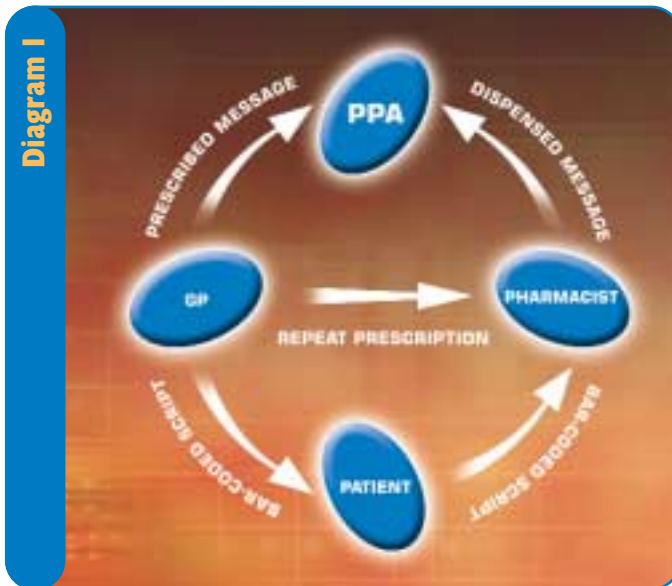 Diagram I
PPA
PRESCRIBED MESSAGE
DISPENSED MESSAGE
GP
PHARMACIST
REPEAT PRESCRIPTION
BAR-CODED SCRIPT
PATIENT
BAR-CODED SCRIPT